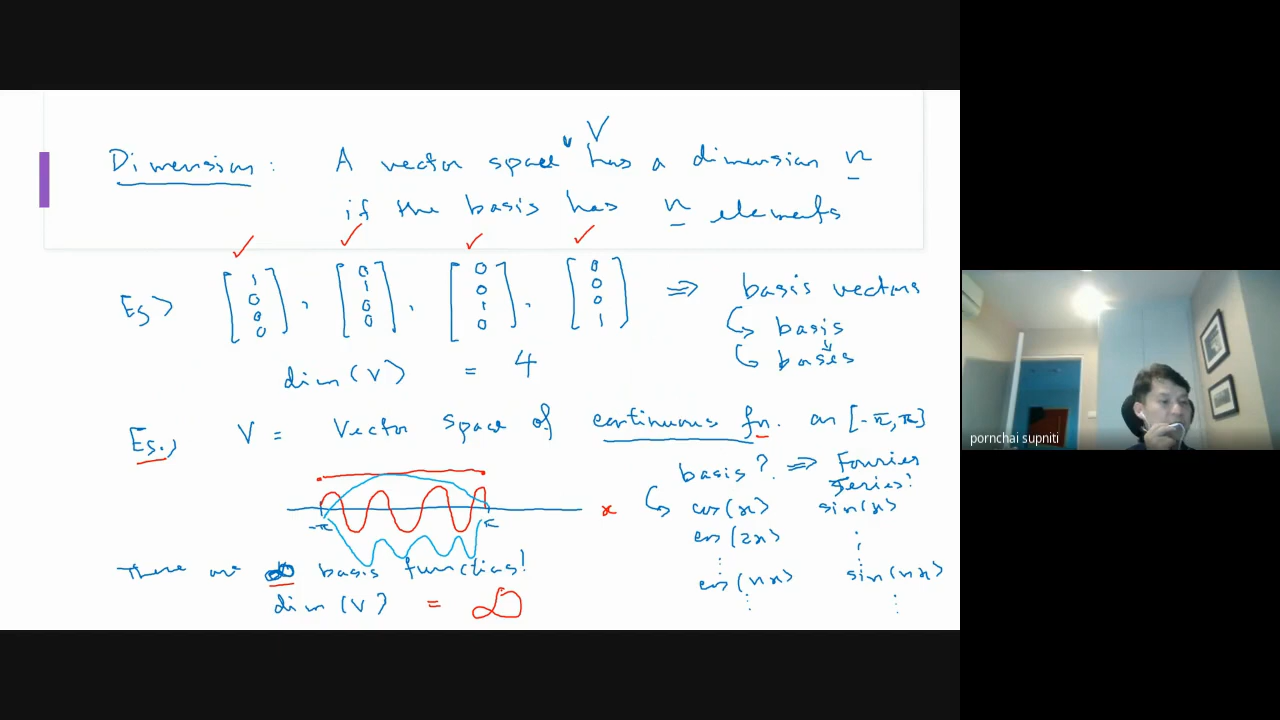 Dimension : A vector space V has a dimension n
if the basis has n elements
Eg> [1 0 0 0], [0 1 0 0], [0 0 1 0], [0 0 0 1] ⇒ basis vectors
basis
bases
dim(V) = 4
Eg.) V = Vector space of continuous fn. on [-π, π]
basis? ⇒ Fourier Series!
cos(x) sin(x)
cos(2x) ⋮
⋮
cos(nx) sin(nx)
⋮ ⋮
-π π x
There are ∞ basis functions!
dim(V) = ∞
pornchai supniti